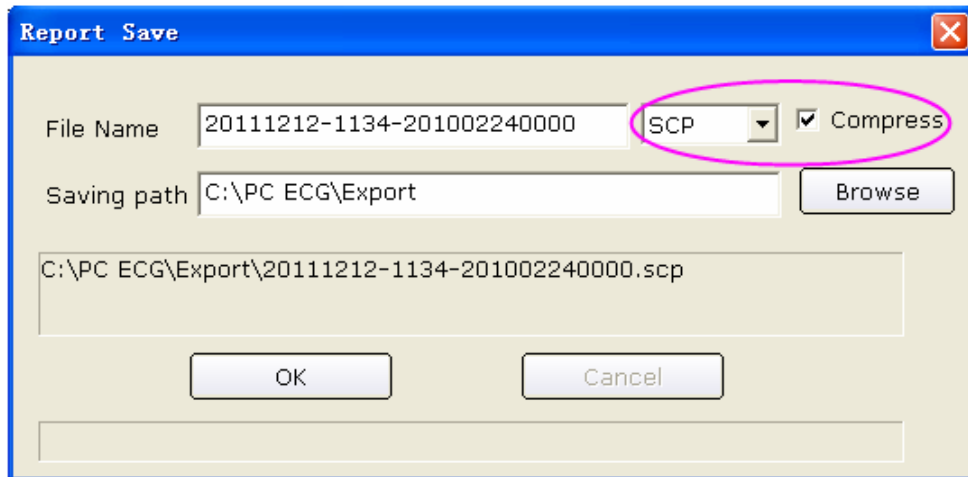 Report Save
File Name 20111212-1134-201002240000 SCP Compress
Saving path C:\PC ECG\Export Browse
C:\PC ECG\Export\20111212-1134-201002240000.scp
OK Cancel